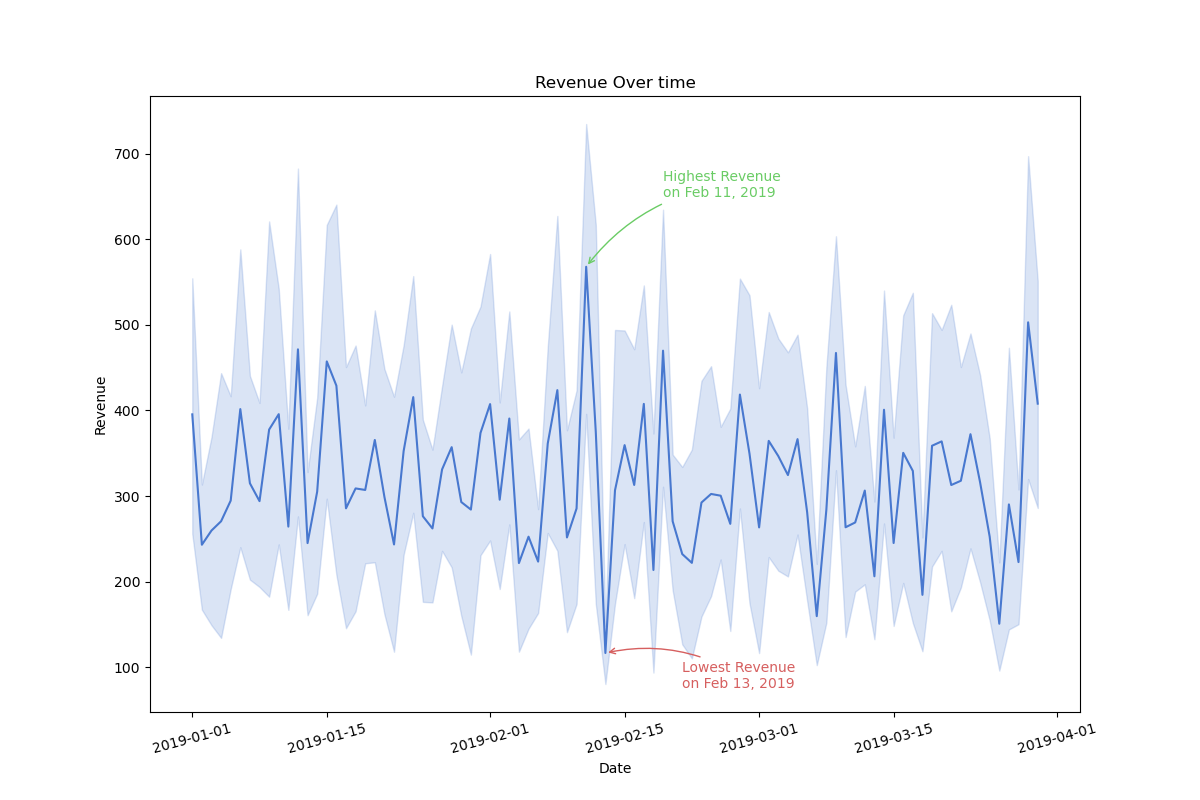 Revenue Over time
700
600
500
400
300
200
100
Revenue
Highest Revenue
on Feb 11, 2019
Lowest Revenue
on Feb 13, 2019
2019-01-01
2019-01-15
2019-02-01
2019-02-15
2019-03-01
2019-03-15
2019-04-01
Date